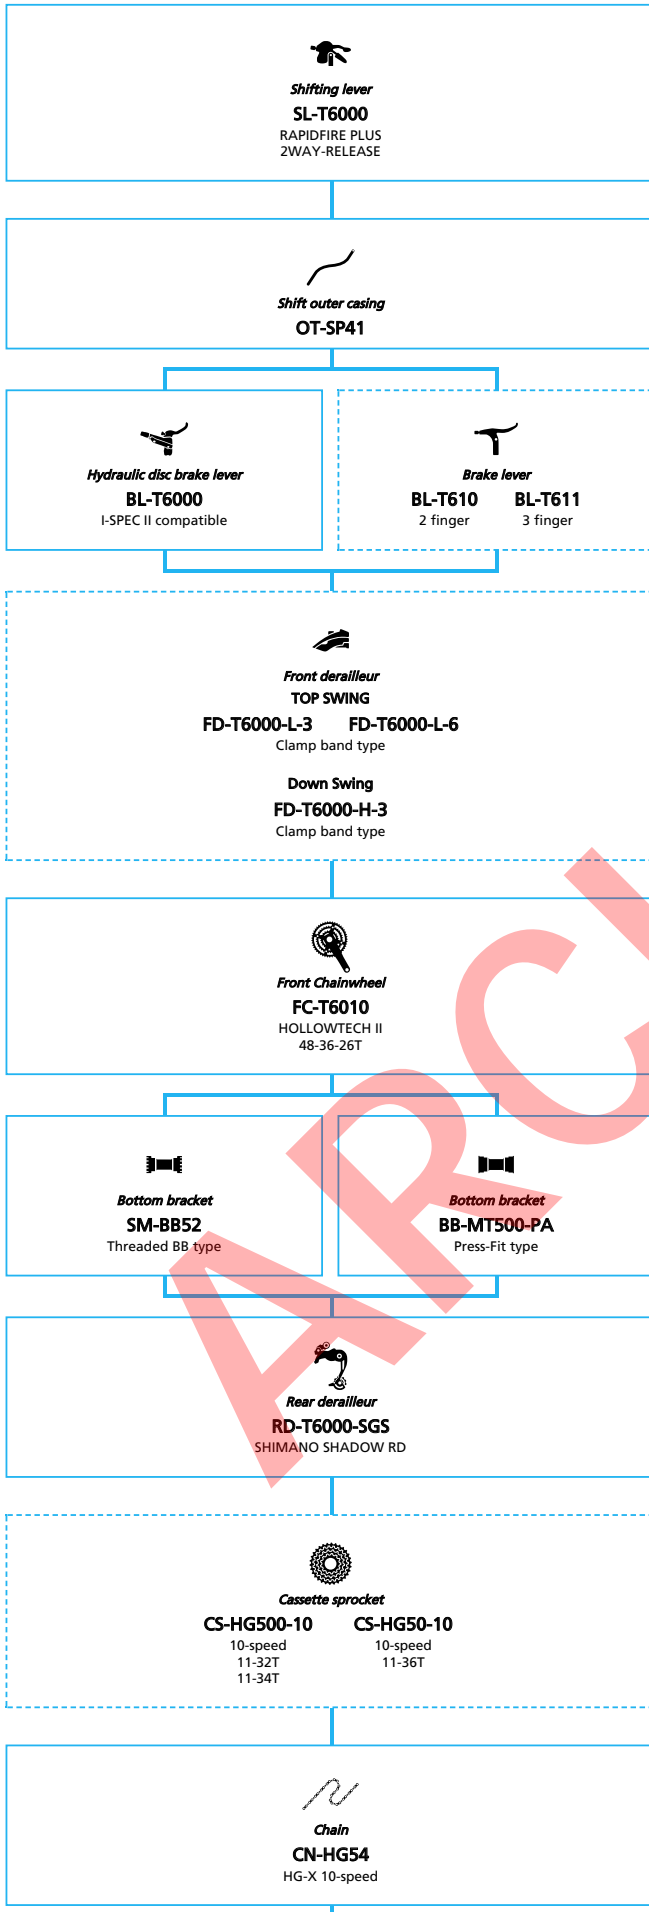 Shifting lever
SL-T6000
RAPIDFIRE PLUS
2WAY-RELEASE
Shift outer casing
OT-SP41
Hydraulic disc brake lever
BL-T6000
I-SPEC II compatible
Brake lever
BL-T610 BL-T611
2 finger 3 finger
Front derailleur
TOP SWING
FD-T6000-L-3 FD-T6000-L-6
Clamp band type
Down Swing
FD-T6000-H-3
Clamp band type
Front Chainwheel
FC-T6010
HOLLOWTECH II
48-36-26T
Bottom bracket
SM-BB52
Threaded BB type
Bottom bracket
BB-MT500-PA
Press-Fit type
Rear derailleur
RD-T6000-SGS
SHIMANO SHADOW RD
Cassette sprocket
CS-HG500-10 CS-HG50-10
10-speed 10-speed
11-32T 11-36T
11-34T
Chain
CN-HG54
HG-X 10-speed
ARC